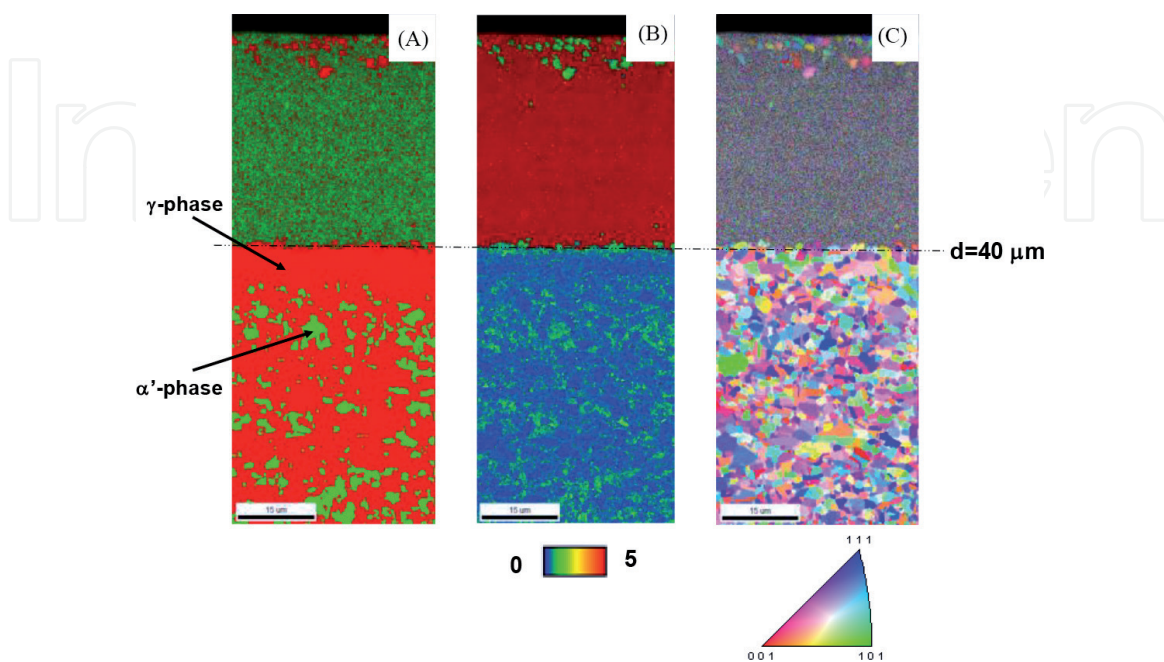 (A)
(B)
(C)
γ-phase
d=40 μm
α'-phase
15 um
15 um
15 um
0
5
1 1 1
0 0 1
1 0 1